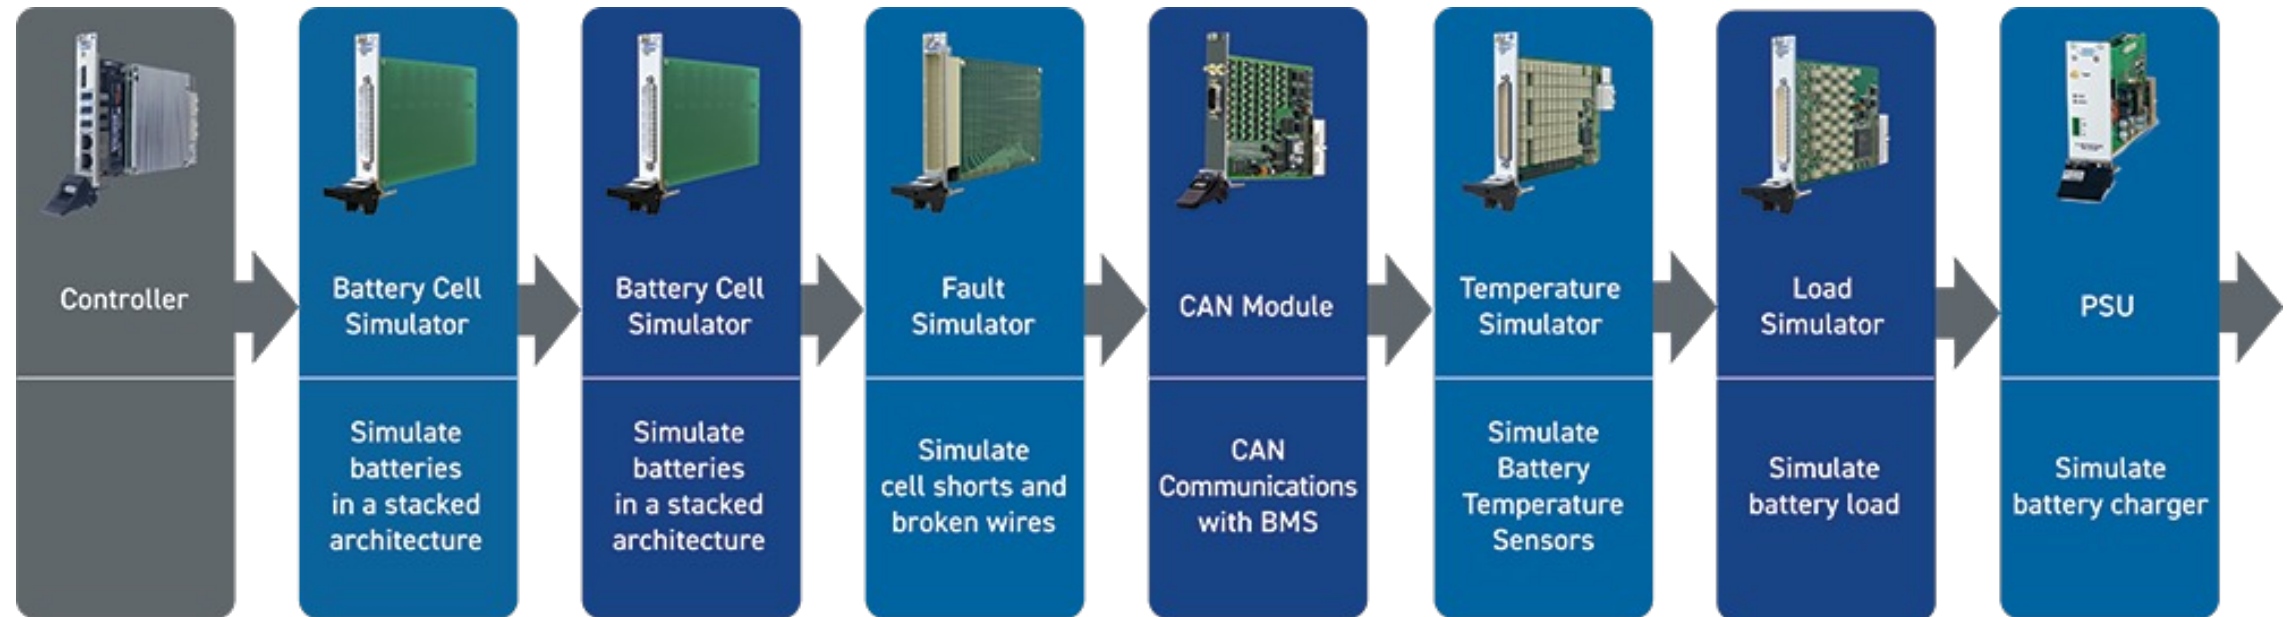 Controller
Battery Cell
Simulator
Simulate
batteries
in a stacked
architecture
Battery Cell
Simulator
Simulate
batteries
in a stacked
architecture
Fault
Simulator
Simulate
cell shorts and
broken wires
CAN Module
CAN
Communications
with BMS
Temperature
Simulator
Simulate
Battery
Temperature
Sensors
Load
Simulator
Simulate
battery load
PSU
Simulate
battery charger